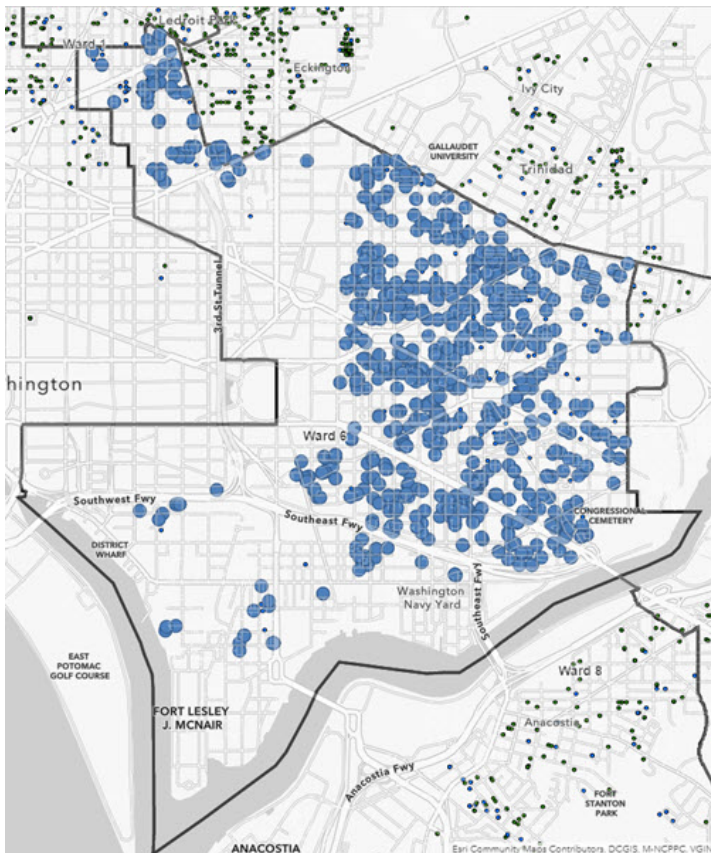 Ledroit Park
Ward 1
Eckington
Ivy City
GALLAUDET
UNIVERSITY
Trinidad
3rd St Tunnel
hington
Ward 6
Southwest Fwy
Southeast Fwy
CONGRESSIONAL
CEMETERY
DISTRICT
WHARF
Washington
Navy Yard
Southeast Fwy
EAST
POTOMAC
GOLF COURSE
Ward 8
FORT LESLEY
J. MCNAIR
Anacostia
Anacostia Fwy
FORT
STANTON
PARK
ANACOSTIA
Esri Community Maps Contributors, DCGIS, M-NCPPC, VGIN